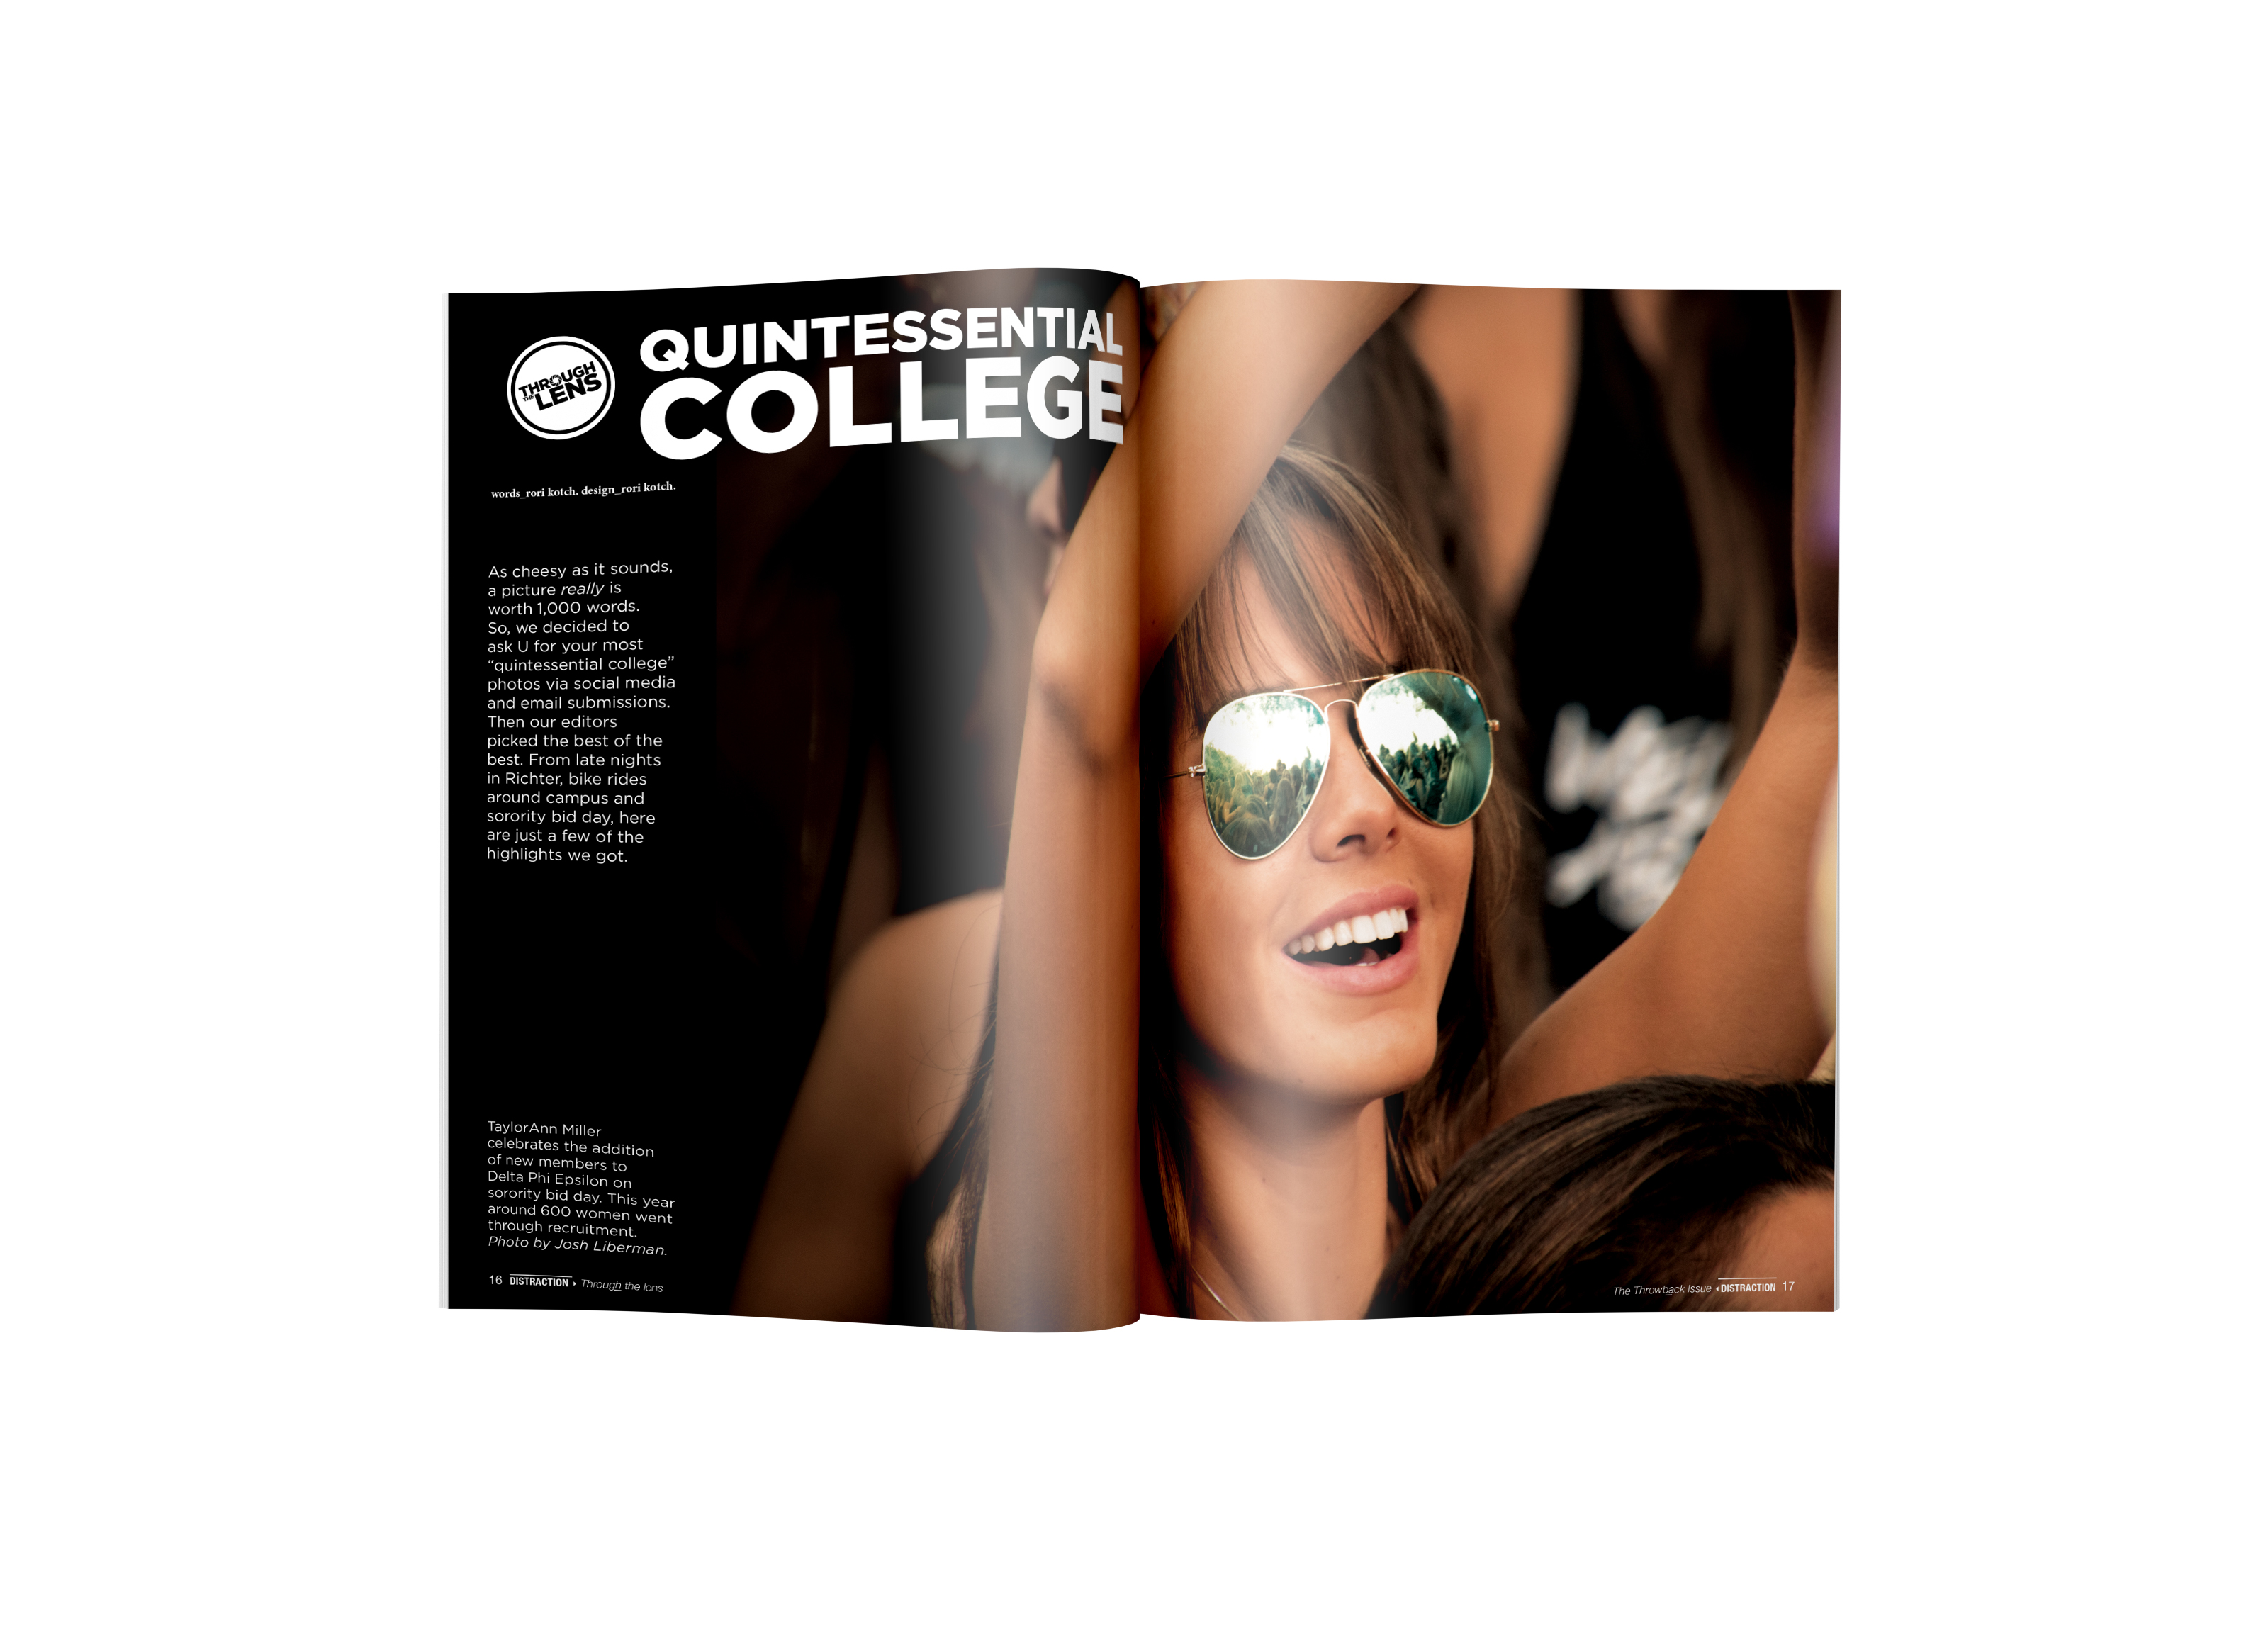 THROUGH
THE LENS
QUINTESSENTIAL
COLLEGE
words_rori kotch. design_rori kotch.
As cheesy as it sounds,
a picture really is
worth 1,000 words.
So, we decided to
ask U for your most
“quintessential college”
photos via social media
and email submissions.
Then our editors
picked the best of the
best. From late nights
in Richter, bike rides
around campus and
sorority bid day, here
are just a few of the
highlights we got.
TaylorAnn Miller
celebrates the addition
of new members to
Delta Phi Epsilon on
sorority bid day. This year
around 600 women went
through recruitment.
Photo by Josh Liberman.
16 DISTRACTION Through the lens
The Throwback Issue DISTRACTION 17